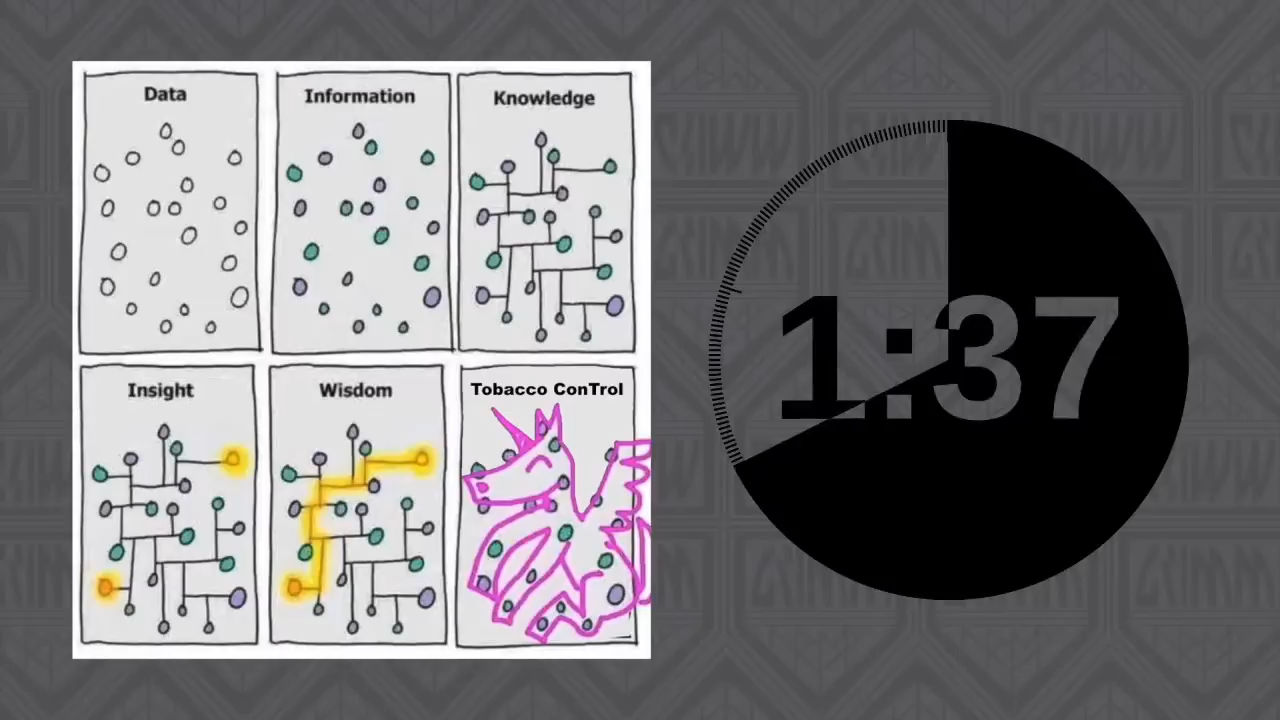 Data
Information
Knowledge
Insight
Wisdom
Tobacco ConTrol
1:37